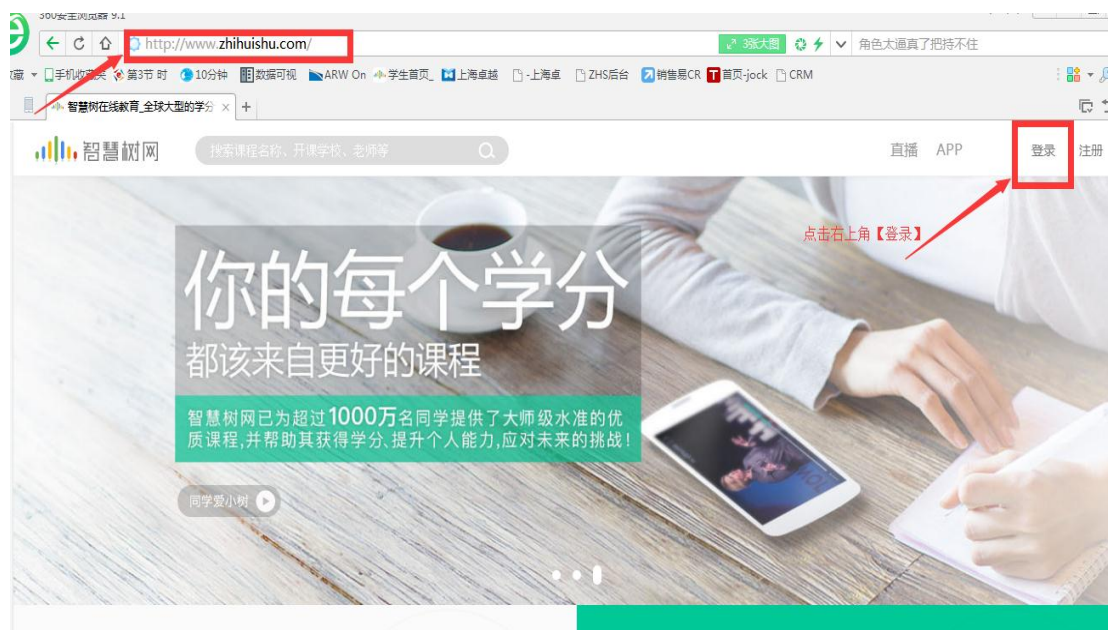 360安全浏览器 9.1
http://www.zhihuishu.com/
3张大图
角色太逼真了把持不住
藏
手机收藏夹
第3节 时
10分钟
数据可视
ARW On
学生首页_
上海卓越
-上海卓
ZHS后台
销售易CR
首页-jock
CRM
智慧树在线教育_全球大型的学分
智慧树网
搜索课程名称、开课学校、老师等
直播
APP
登录
注册
点击右上角【登录】
你的每个学分
都该来自更好的课程
智慧树网已为超过1000万名同学提供了大师级水准的优
质课程,并帮助其获得学分、提升个人能力,应对未来的挑战!
同学爱小树